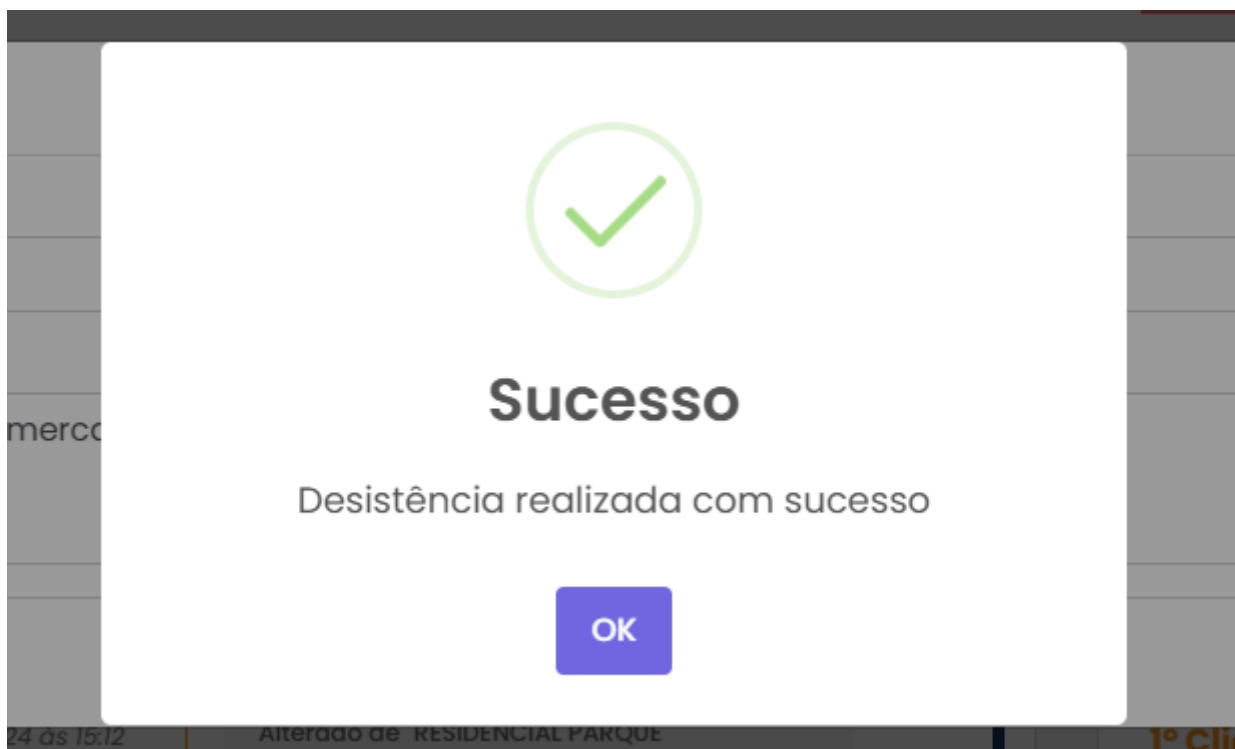 Sucesso
merco
Desistência realizada com sucesso
OK
24 às 15:12
Alterado de RESIDENCIAL PARQUE
1º Cli